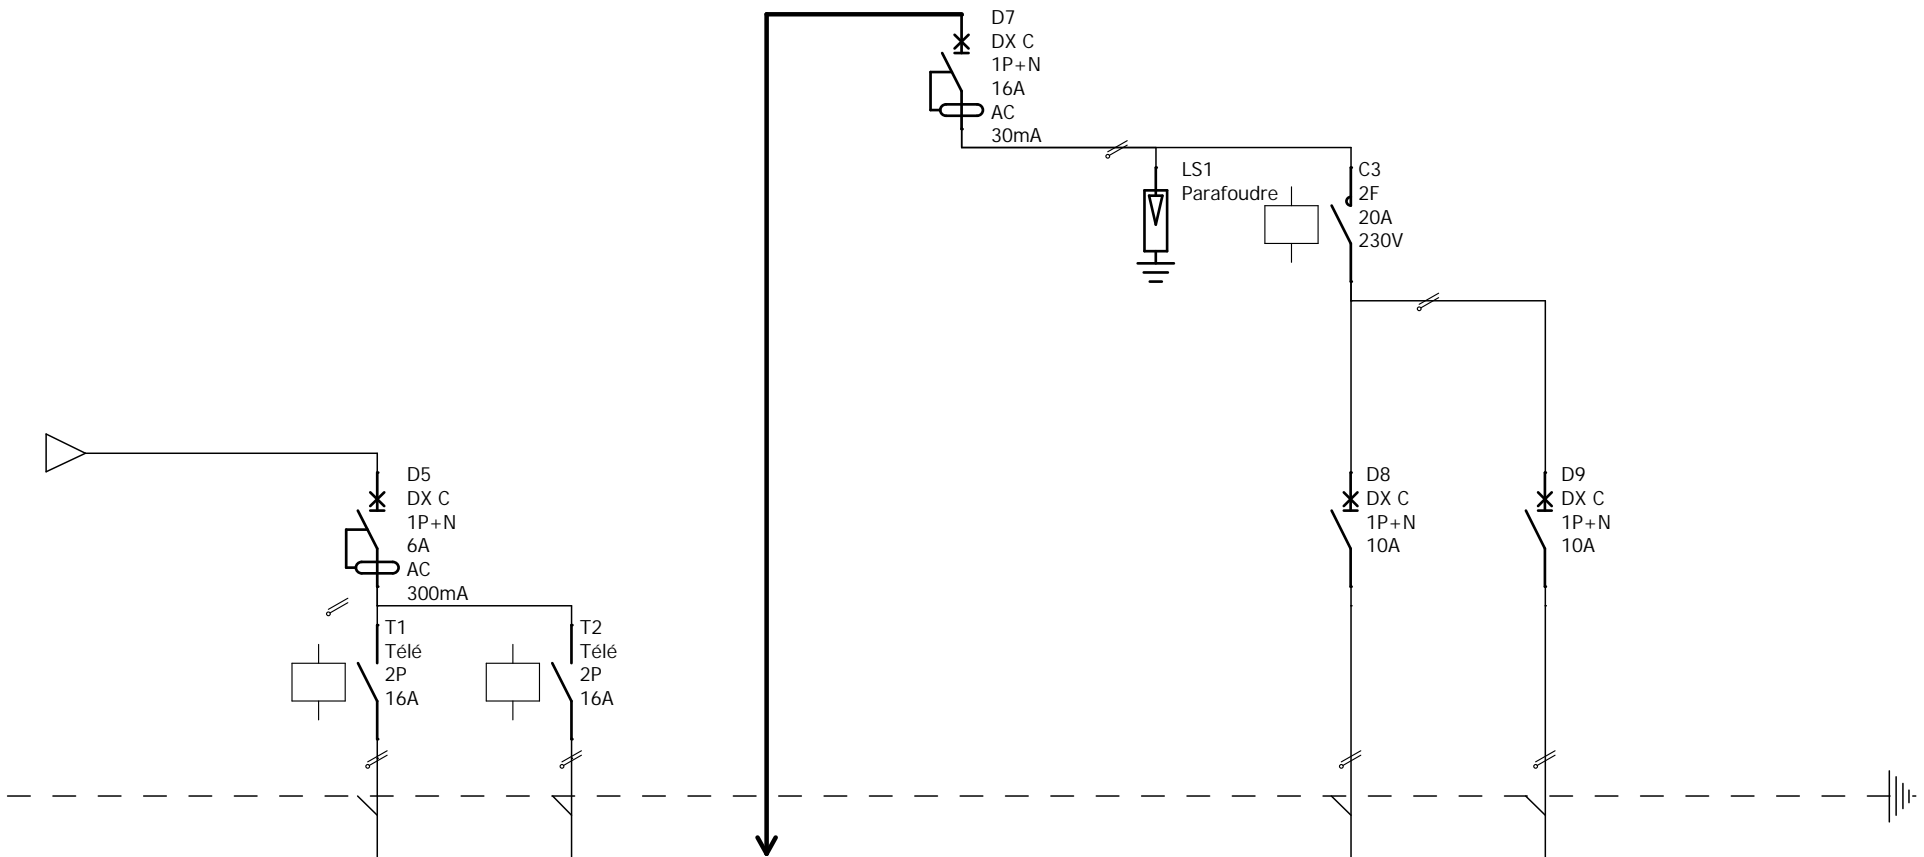 D7
DX C
1P+N
16A
AC
30mA
LS1
Parafoudre
C3
2F
20A
230V
D5
DX C
1P+N
6A
AC
300mA
T1
Télé
2P
16A
T2
Télé
2P
16A
D8
DX C
1P+N
10A
D9
DX C
1P+N
10A